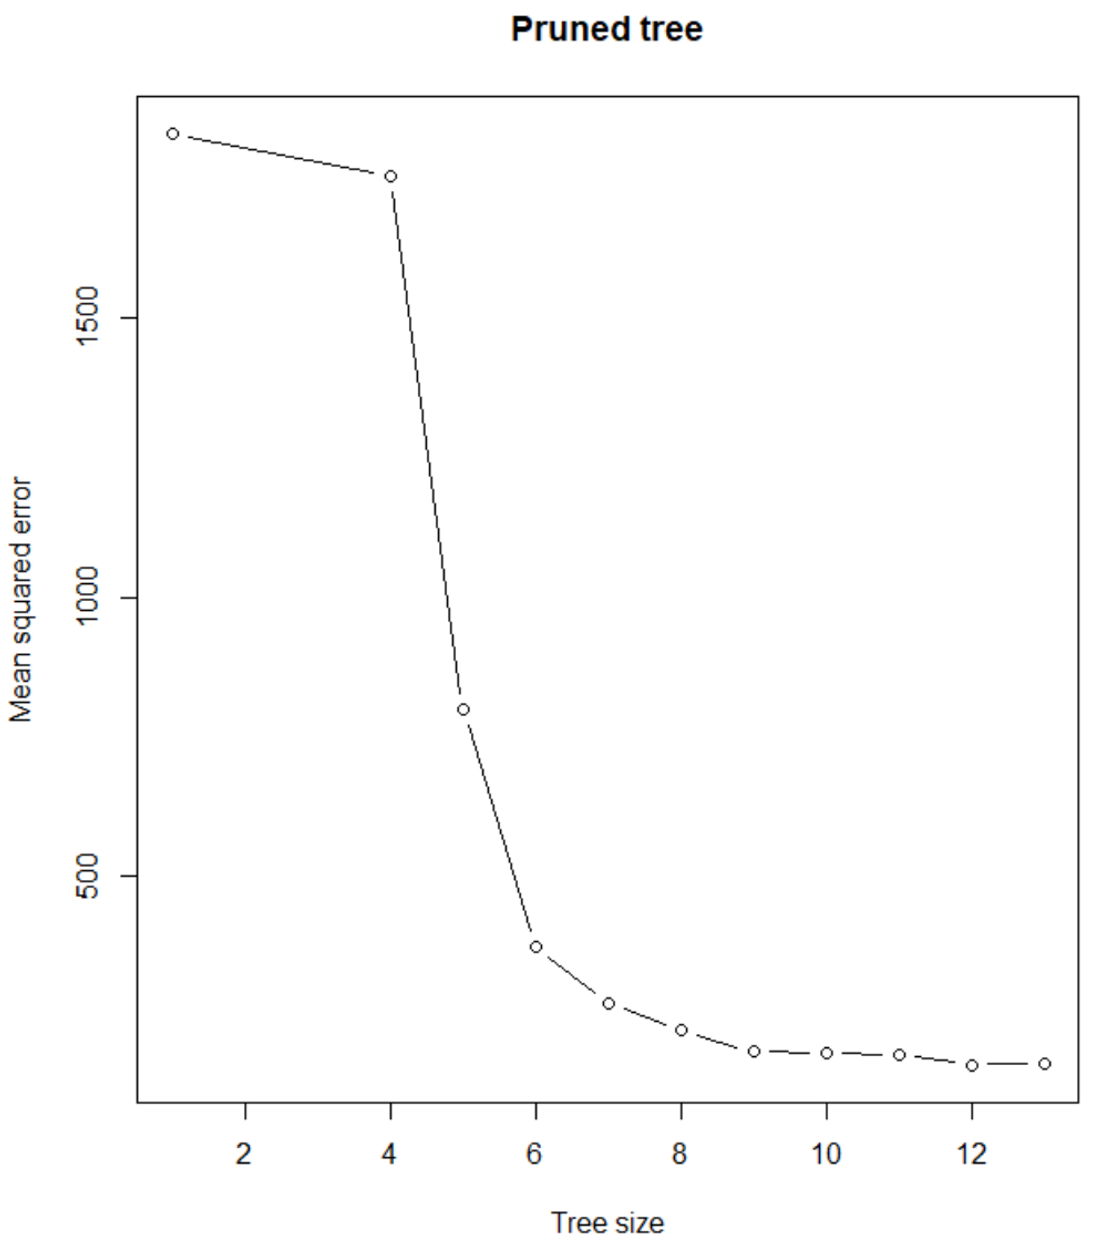 Pruned tree
Mean squared error
1500
1000
500
2 4 6 8 10 12
Tree size